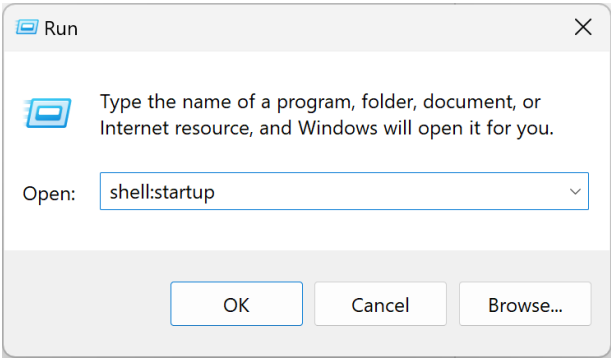 Run
Type the name of a program, folder, document, or
Internet resource, and Windows will open it for you.
Open: shell:startup
OK Cancel Browse...